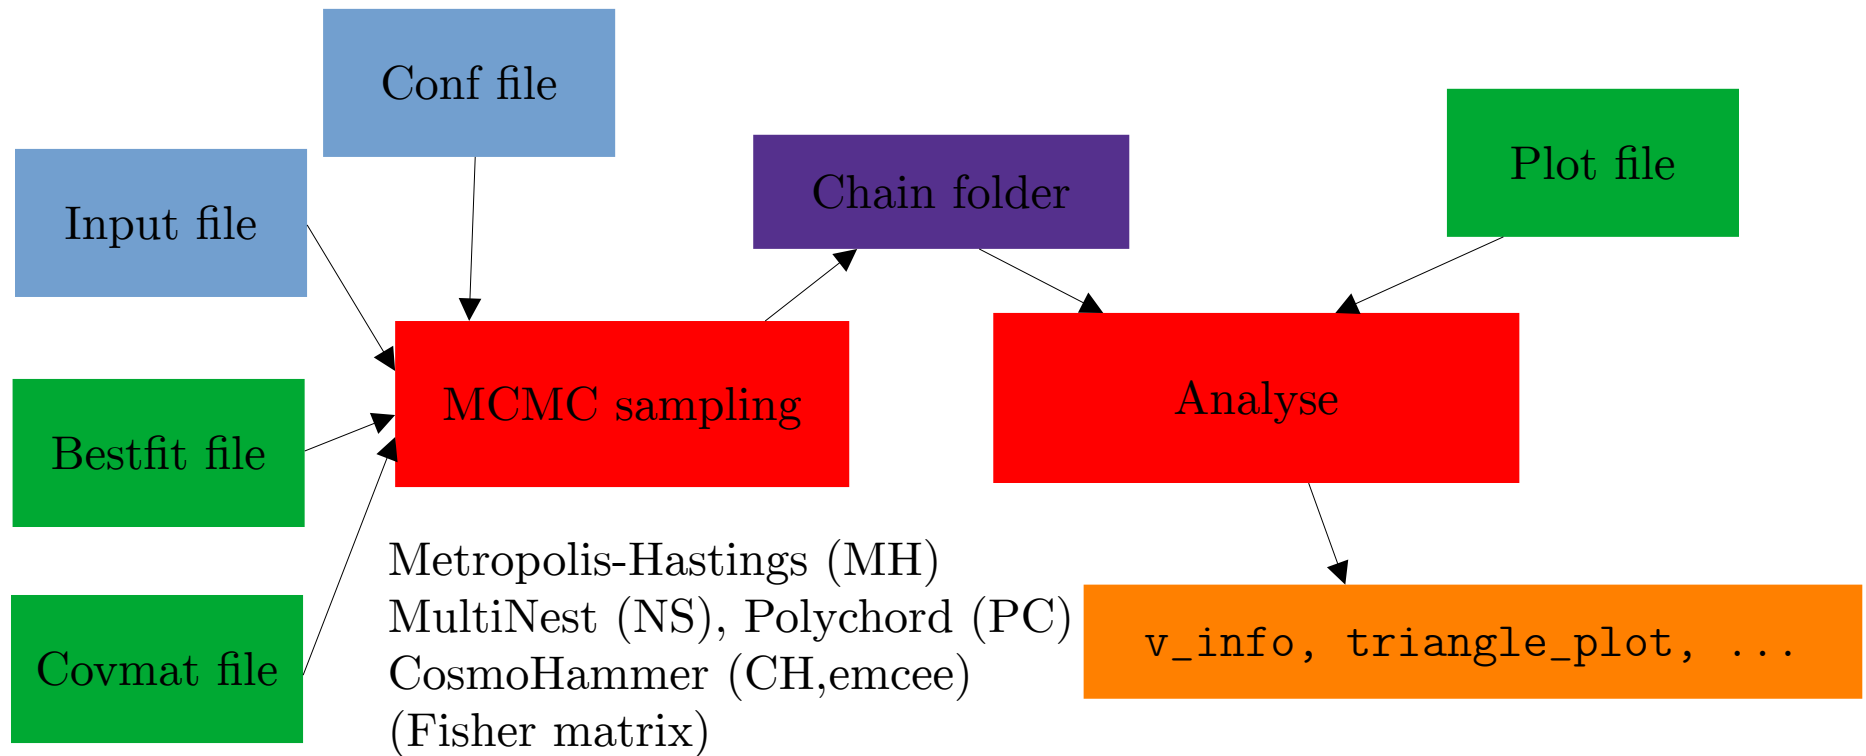 Conf file
Input file
Chain folder
Plot file
MCMC sampling
Analyse
Bestfit file
Covmat file
Metropolis-Hastings (MH)
MultiNest (NS), Polychord (PC)
CosmoHammer (CH,emcee)
(Fisher matrix)
v_info, triangle_plot, ...